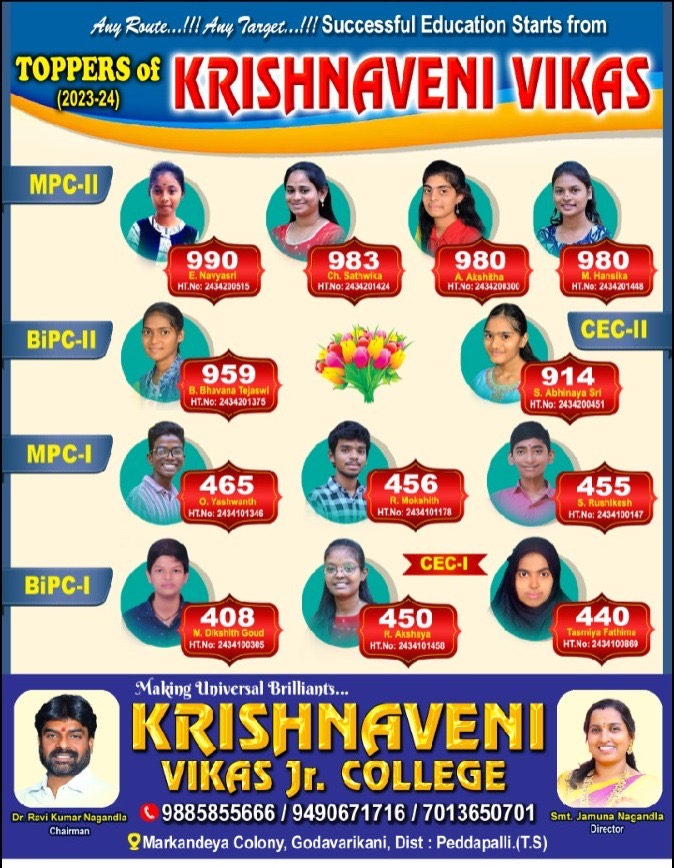 Any Route...!!! Any Target...!!! Successful Education Starts from
TOPPERS of
(2023-24)
KRISHNAVENI VIKAS
MPC-II
990
E. Navyasri
HT.No: 2434200515
983
Ch. Sathwika
HT.No: 2434201424
980
A. Akshitha
HT.No: 2434200300
980
M. Hansika
HT.No: 2434201448
BiPC-II
959
B. Bhavana Tejaswi
HT.No: 2434201375
CEC-II
914
S. Abhinaya Sri
HT.No: 2434200451
MPC-I
465
O. Yashwanth
HT.No: 2434101346
456
R. Mokshith
HT.No: 2434101178
455
S. Rushikesh
HT.No: 2434100147
BiPC-I
408
M. Dikshith Goud
HT.No: 2434100305
CEC-I
450
R. Akshaya
HT.No: 2434101458
440
Tasmiya Fathima
HT.No: 2434100869
Making Universal Brilliants...
KRISHNAVENI
VIKAS Jr. COLLEGE
9885855666 / 9490671716 / 7013650701
Markandeya Colony, Godavarikani, Dist : Peddapalli.(T.S)
Dr. Ravi Kumar Nagandla
Chairman
Smt. Jamuna Nagandla
Director